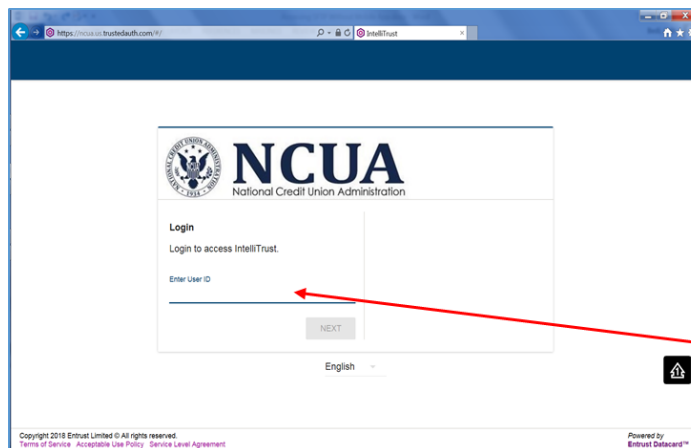 https://ncua.us.trustedauth.com/#/
IntelliTrust
NCUA
National Credit Union Administration
Login
Login to access IntelliTrust.
Enter User ID
NEXT
English
Copyright 2018 Entrust Limited © All rights reserved.
Terms of Service Acceptable Use Policy Service Level Agreement
Powered by
Entrust Datacard™